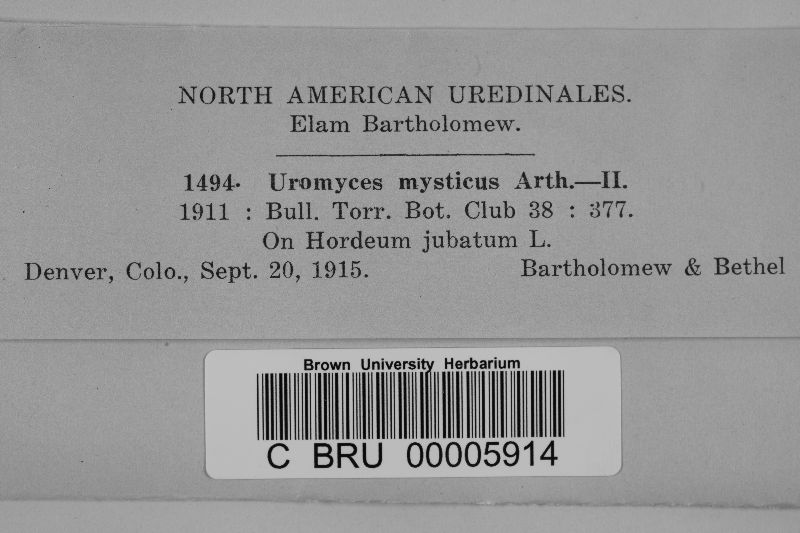 NORTH AMERICAN UREDINALES.
Elam Bartholomew.
1494. Uromyces mysticus Arth.—II.
1911 : Bull. Torr. Bot. Club 38 : 377.
On Hordeum jubatum L.
Denver, Colo., Sept. 20, 1915. Bartholomew & Bethel
Brown University Herbarium
C BRU 00005914